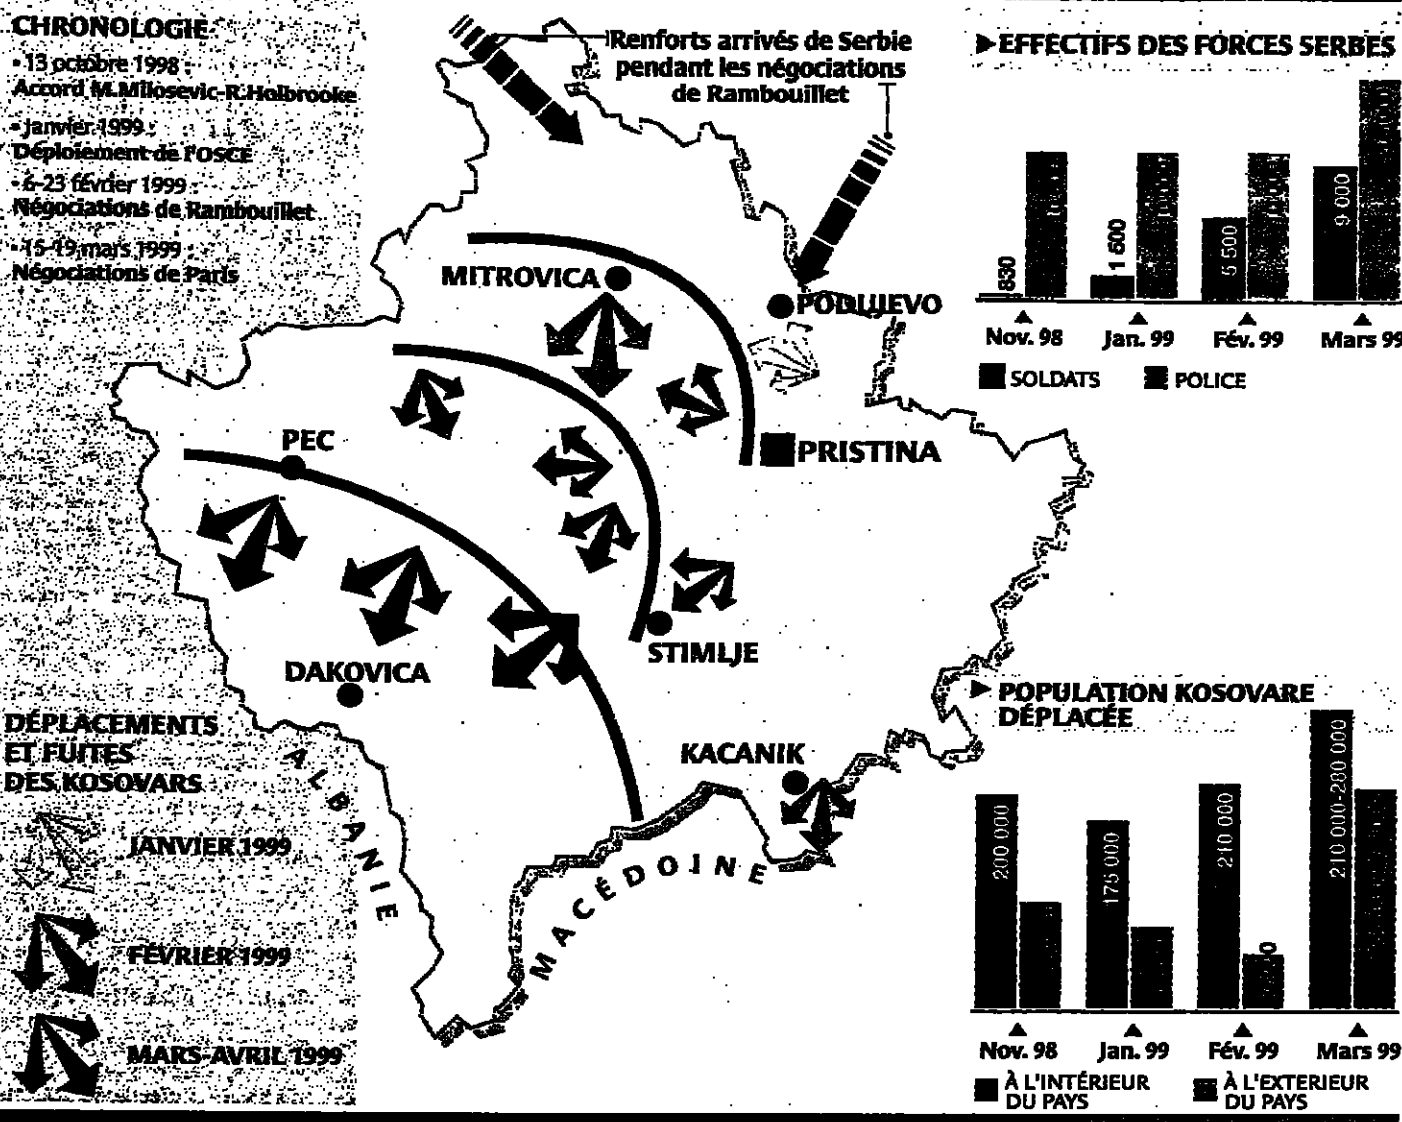 CHRONOLOGIE
• 13 octobre 1998 :
Accord M.Milosevic-R.Holbrooke
• Janvier 1999 :
Déploiement de l'OSCE
• 6-23 février 1999 :
Négociations de Rambouillet
• 15-19 mars 1999 :
Négociations de Paris
Renforts arrivés de Serbie
pendant les négociations
de Rambouillet
MITROVICA
PODUJEVO
PEC
PRISTINA
STIMLJE
DAKOVICA
KACANIK
ALBANIE
MACÉDOINE
DÉPLACEMENTS
ET FUITES
DES KOSOVARS
JANVIER 1999
FÉVRIER 1999
MARS-AVRIL 1999
EFFECTIFS DES FORCES SERBES
830
1 600
5 500
9 000
Nov. 98 Jan. 99 Fév. 99 Mars 99
SOLDATS POLICE
POPULATION KOSOVARE
DÉPLACÉE
200 000
175 000
210 000
210 000-280 000
Nov. 98 Jan. 99 Fév. 99 Mars 99
À L'INTÉRIEUR
DU PAYS
À L'EXTERIEUR
DU PAYS